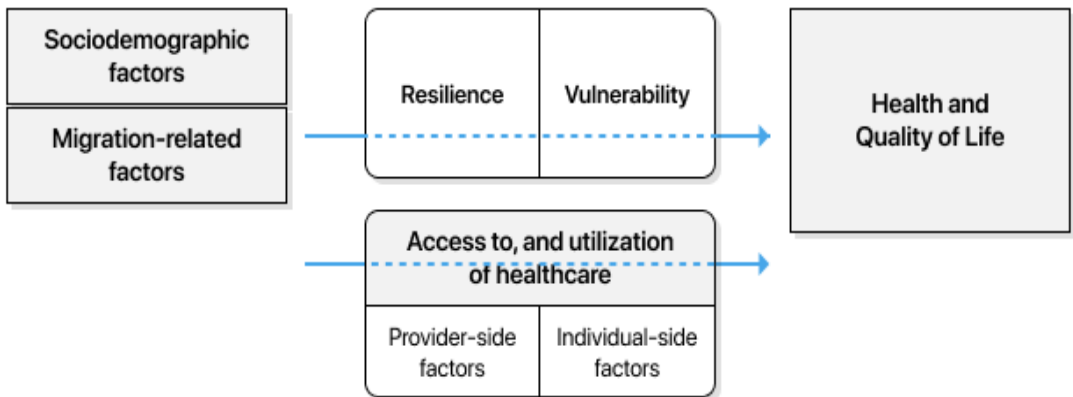 Sociodemographic
factors
Migration-related
factors
Resilience
Vulnerability
Access to, and utilization
of healthcare
Provider-side
factors
Individual-side
factors
Health and
Quality of Life